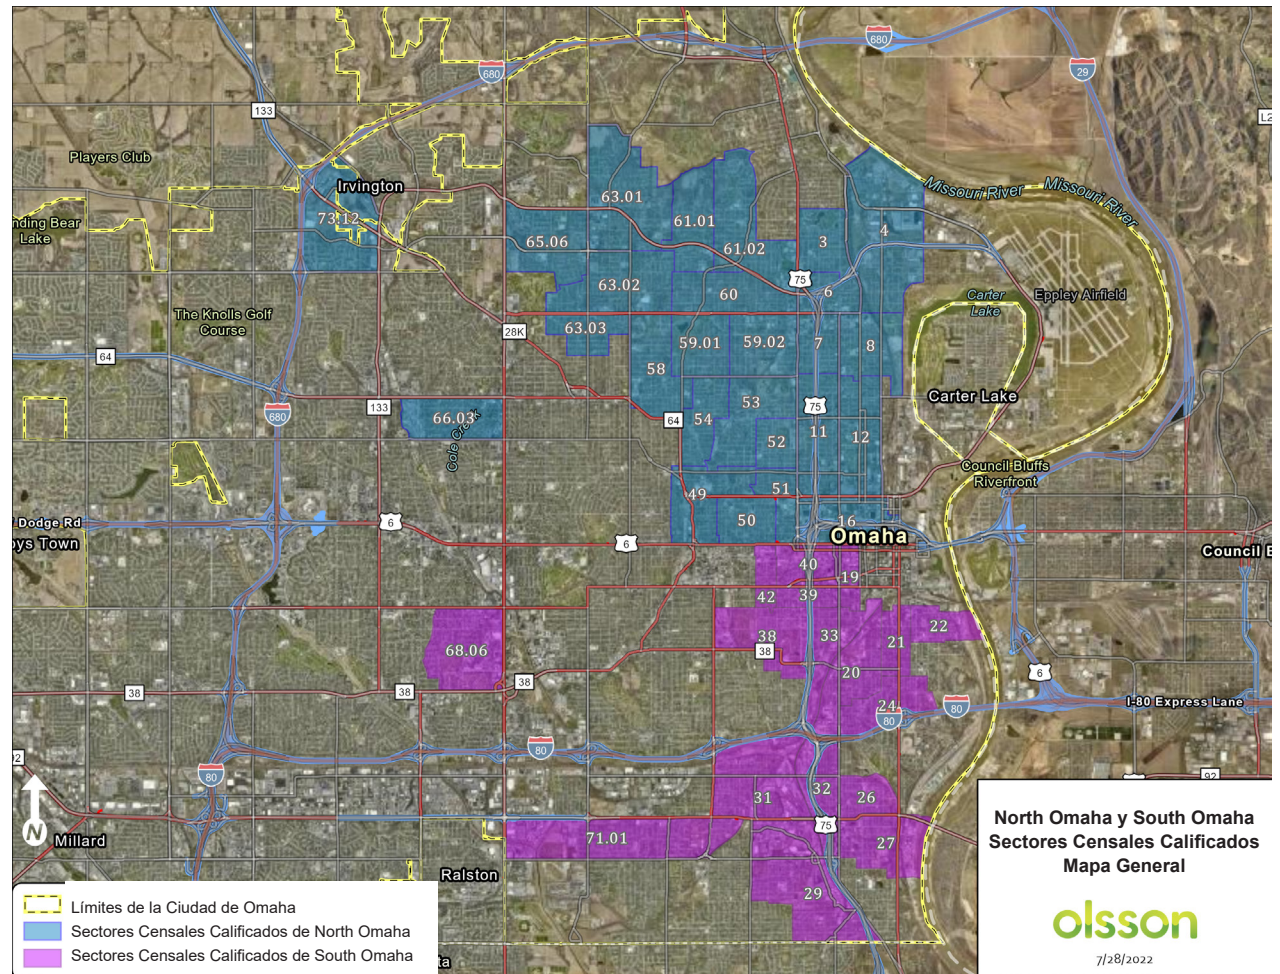 680
680
29
133
L2
Players Club
Irvington
Missouri River
Missouri River
63.01
73.12
61.01
4
nding Bear
Lake
65.06
3
61.02
75
63.02
60
6
Eppley Airfield
Carter
Lake
The Knolls Golf
Course
63.03
28K
59.01
59.02
7
8
64
58
Carter Lake
680
133
66.03
64
54
53
75
Cole Creek
11
12
52
Council Bluffs
Riverfront
49
51
Dodge Rd
6
50
16
oys Town
6
Omaha
Council B
40
19
42
39
22
38
33
21
68.06
38
20
6
38
38
38
24
80
80
I-80 Express Lane
80
80
92
92
31
32
26
N
Millard
71.01
75
27
Ralston
29
ta
Límites de la Ciudad de Omaha
Sectores Censales Calificados de North Omaha
Sectores Censales Calificados de South Omaha
North Omaha y South Omaha
Sectores Censales Calificados
Mapa General
olsson
7/28/2022